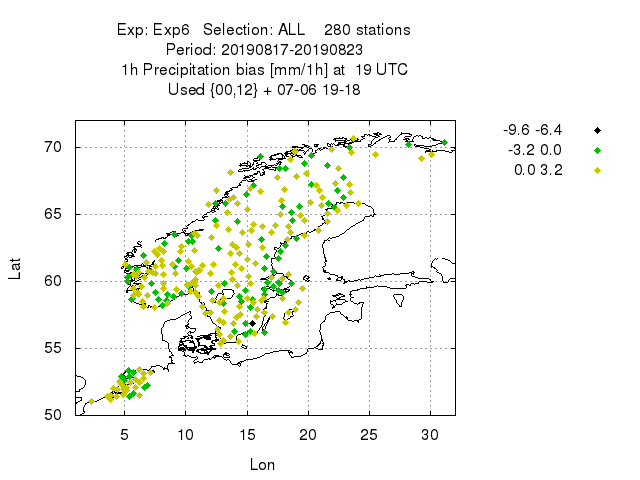 Exp: Exp6   Selection: ALL    280 stations
Period: 20190817-20190823
1h Precipitation bias [mm/1h] at  19 UTC
Used {00,12} + 07-06 19-18
-9.6 -6.4
-3.2 0.0
0.0 3.2
70
65
60
55
50
Lat
5 10 15 20 25 30
Lon